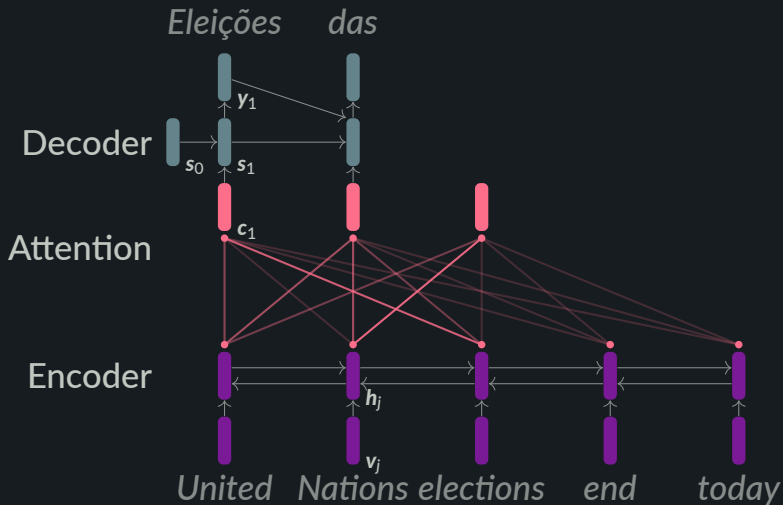 Eleições das
y1
Decoder
s0 s1
c1
Attention
Encoder
hj
vj
United Nations elections end today